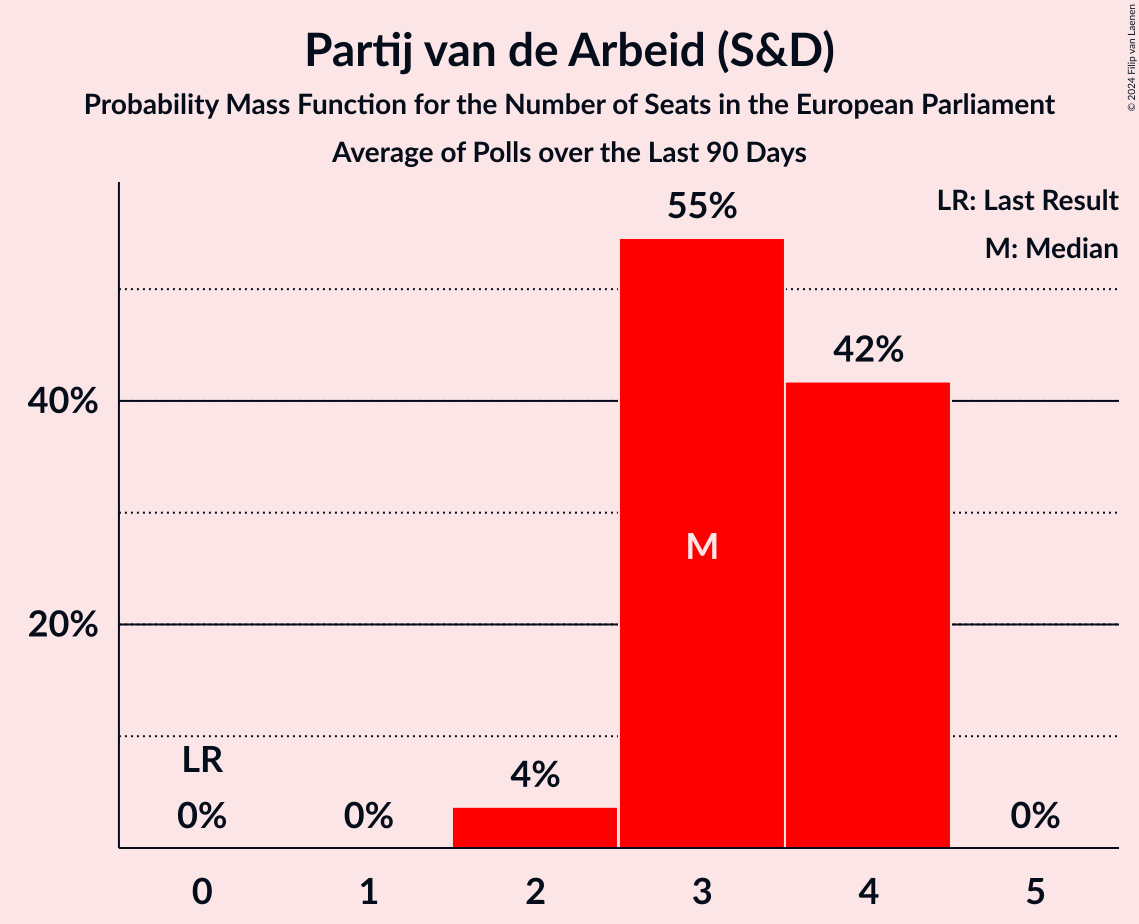 Partij van de Arbeid (S&D)
Probability Mass Function for the Number of Seats in the European Parliament
Average of Polls over the Last 90 Days
© 2024 Filip van Laenen
LR: Last Result
M: Median
55%
42%
40%
M
20%
LR
4%
0%
0%
0%
0
1
2
3
4
5